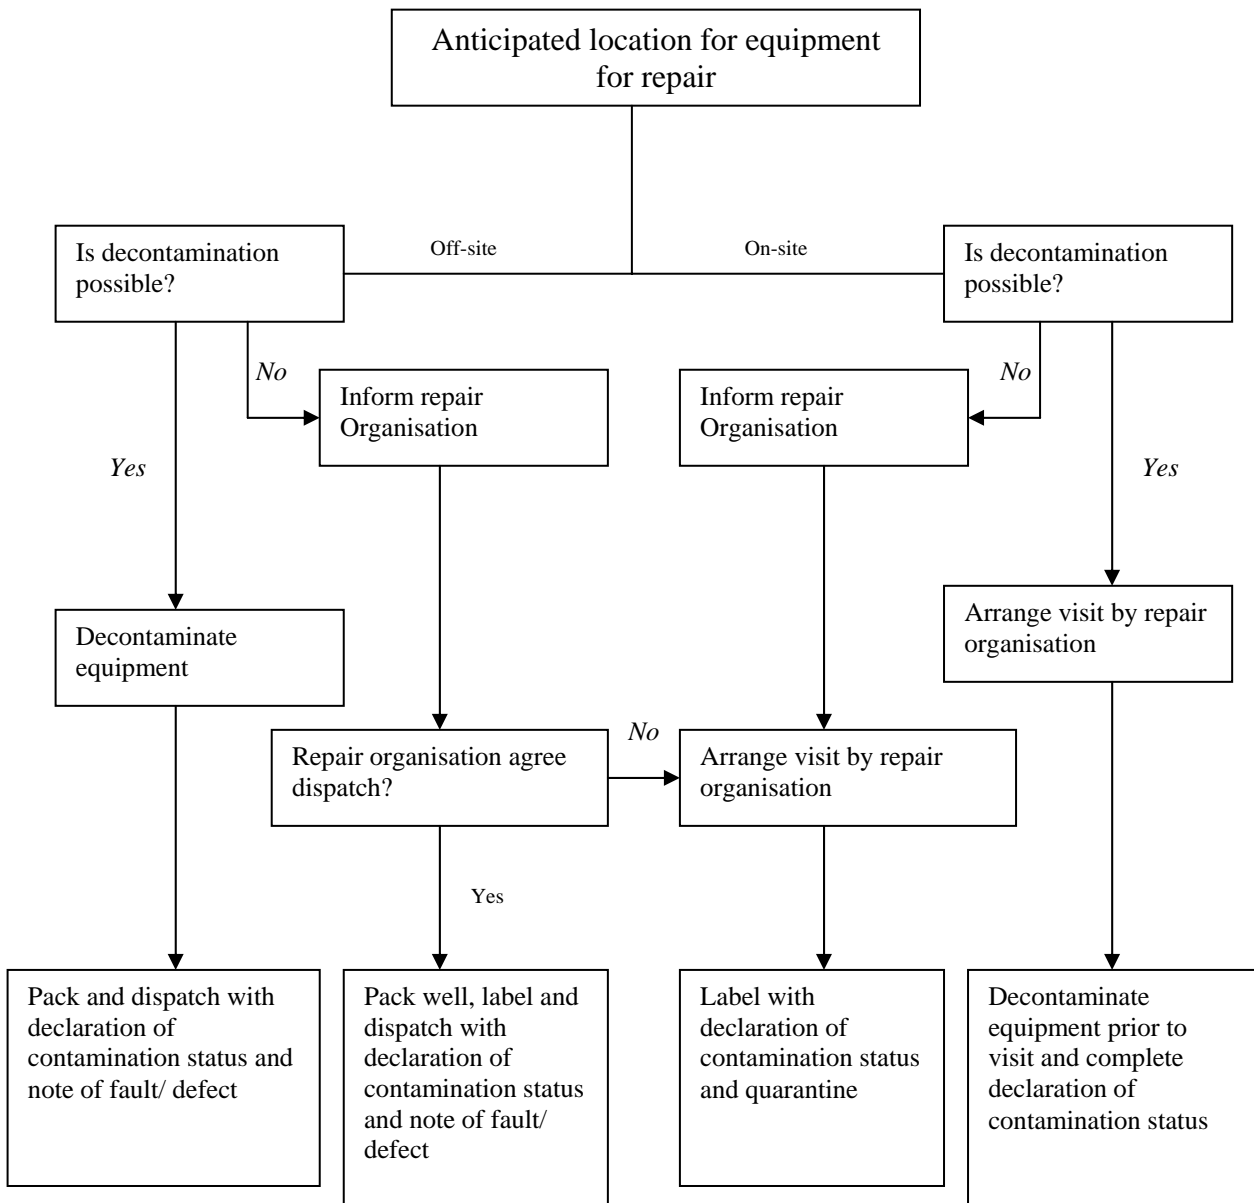 Anticipated location for equipment
for repair
Off-site
On-site
Is decontamination
possible?
Is decontamination
possible?
No
No
Inform repair
Organisation
Inform repair
Organisation
Yes
Yes
Decontaminate
equipment
Arrange visit by repair
organisation
Repair organisation agree
dispatch?
No
Arrange visit by repair
organisation
Yes
Pack and dispatch with
declaration of
contamination status and
note of fault/ defect
Pack well, label and
dispatch with
declaration of
contamination status
and note of fault/
defect
Label with
declaration of
contamination status
and quarantine
Decontaminate
equipment prior to
visit and complete
declaration of
contamination status